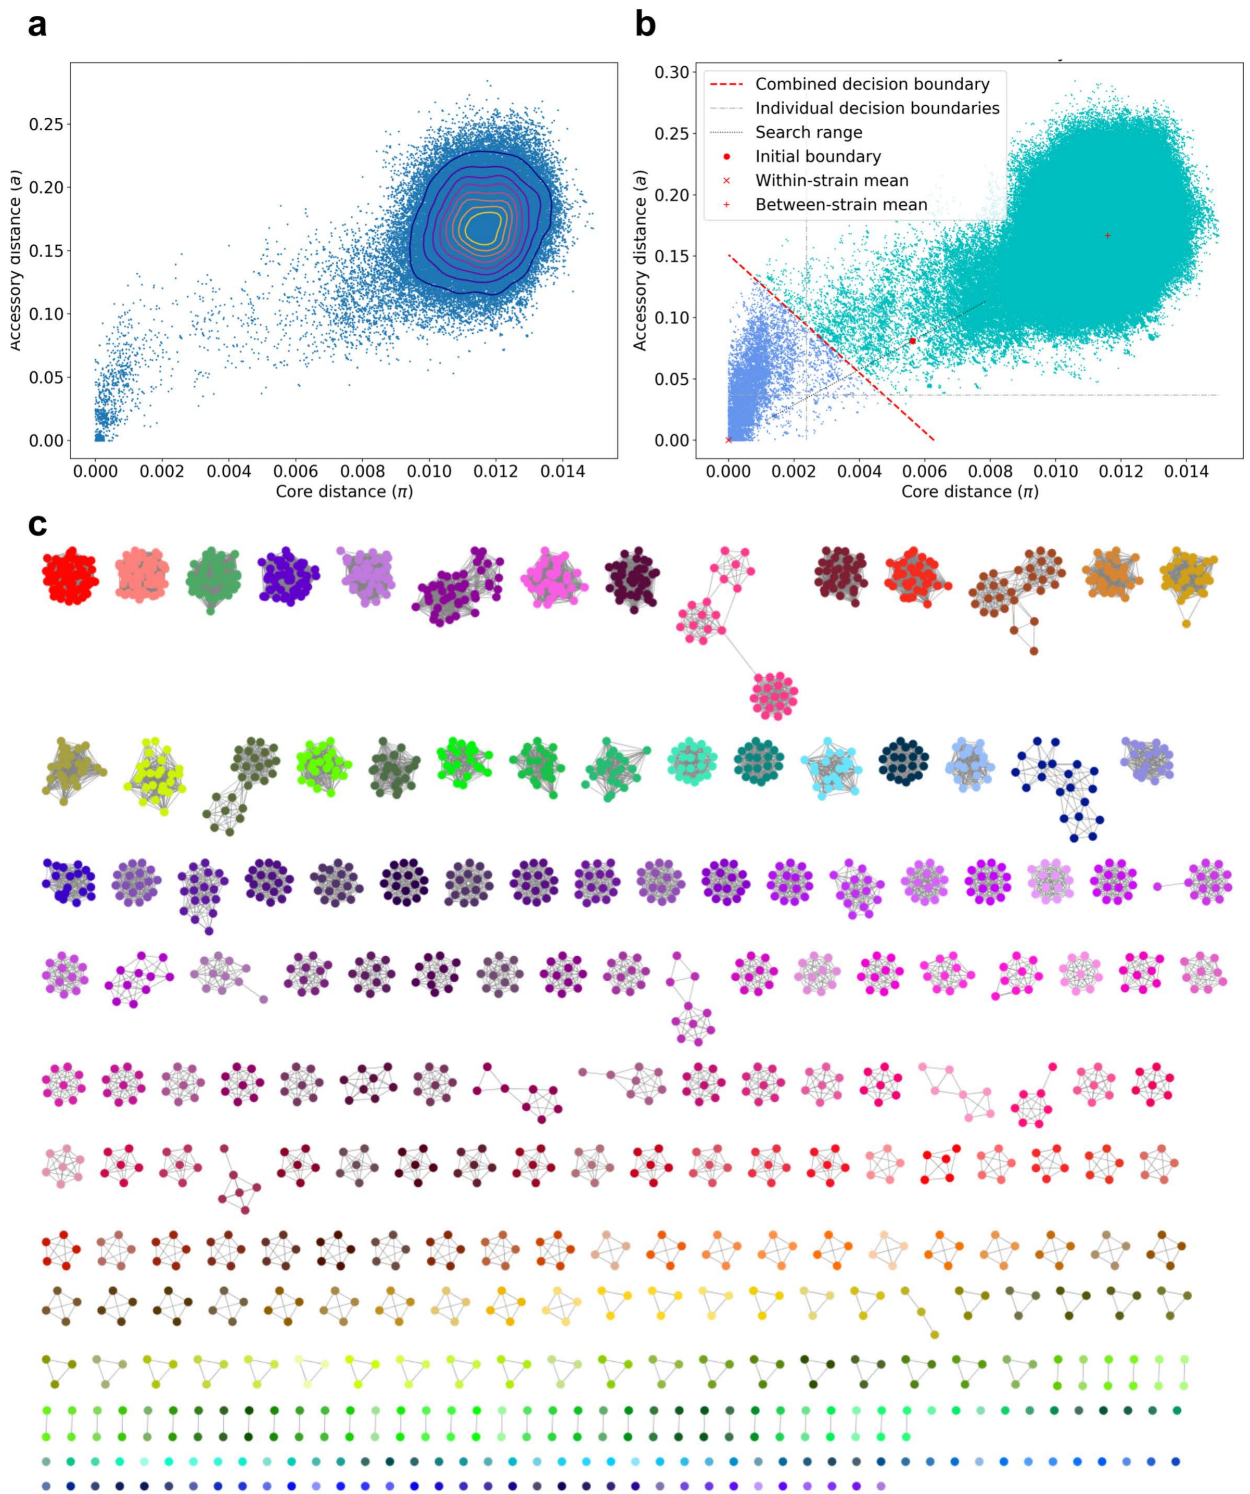 a
b
0.25
0.20
0.15
0.10
0.05
0.00
Accessory distance (a)
0.000 0.002 0.004 0.006 0.008 0.010 0.012 0.014
Core distance (π)
0.30
0.25
0.20
0.15
0.10
0.05
0.00
Accessory distance (a)
Combined decision boundary
Individual decision boundaries
Search range
Initial boundary
Within-strain mean
Between-strain mean
0.000 0.002 0.004 0.006 0.008 0.010 0.012 0.014
Core distance (π)
c